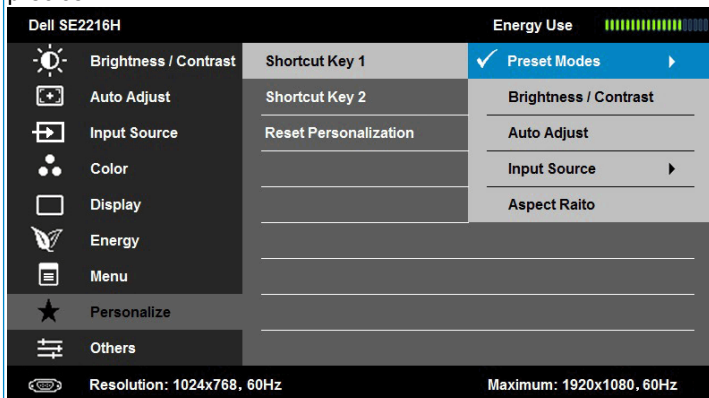 Dell SE2216H Energy Use
Brightness / Contrast Shortcut Key 1 Preset Modes
Auto Adjust Shortcut Key 2 Brightness / Contrast
Input Source Reset Personalization Auto Adjust
Color Input Source
Display Aspect Raito
Energy
Menu
Personalize
Others
Resolution: 1024x768, 60Hz Maximum: 1920x1080, 60Hz